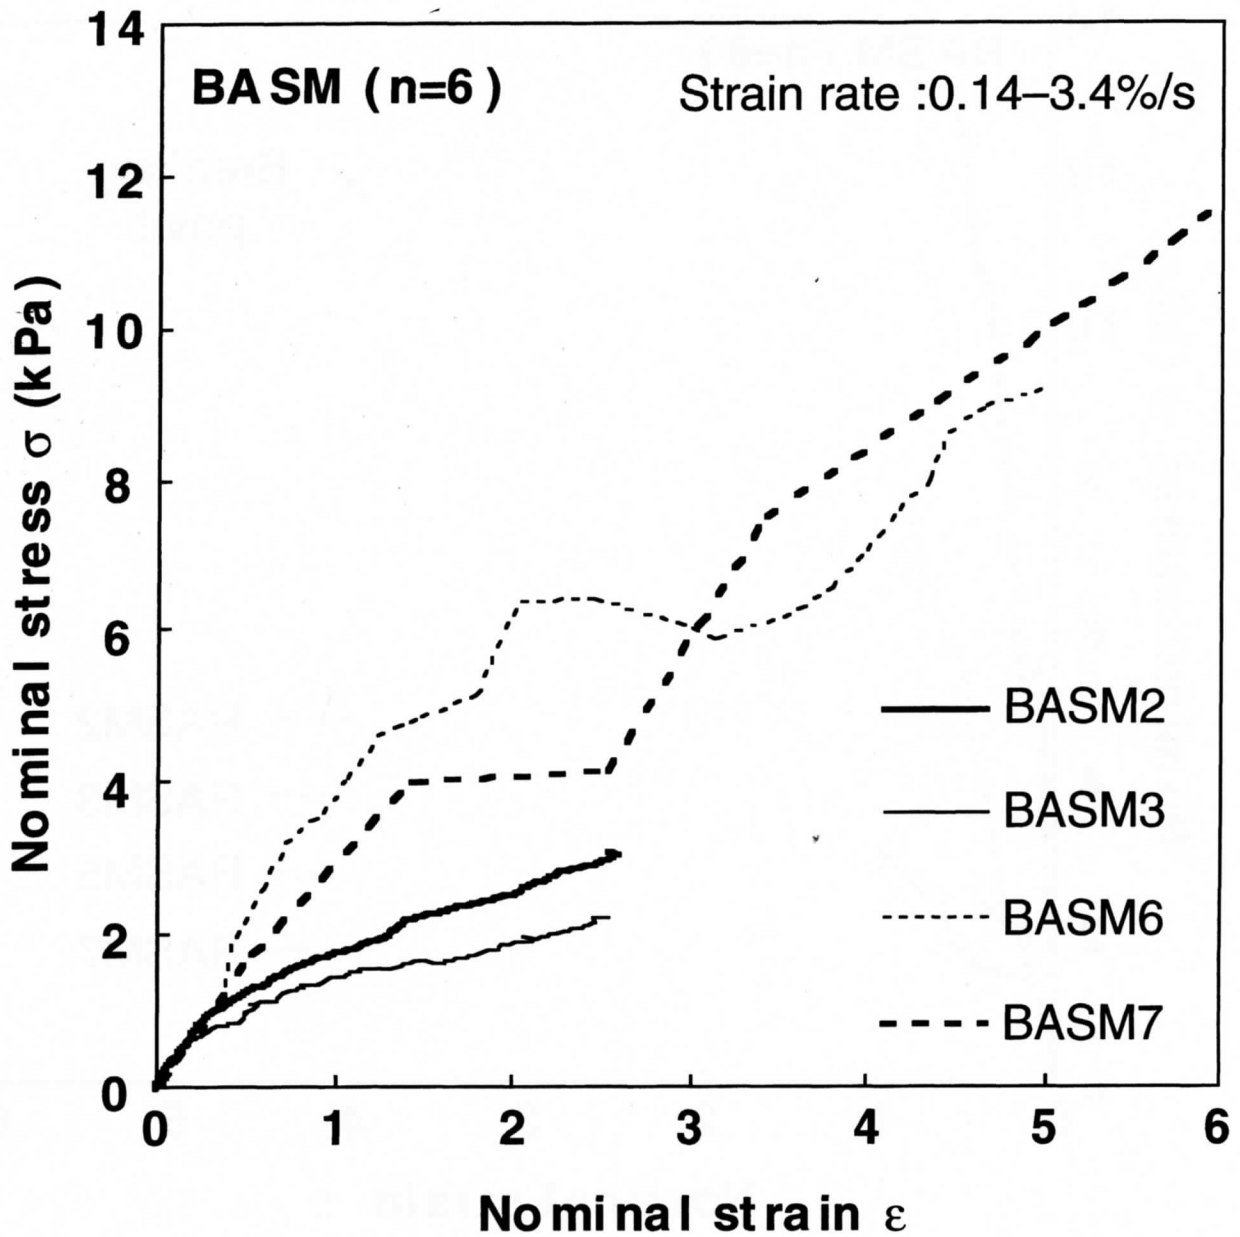 14
BASM (n=6)
Strain rate :0.14–3.4%/s
12
10
8
6
4
2
0
Nominal stress σ (kPa)
BASM2
BASM3
BASM6
BASM7
0 1 2 3 4 5 6
Nominal strain ε